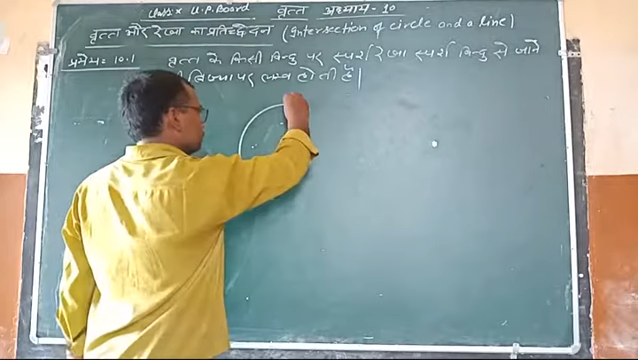 U.P. Board वृत्त अध्याय - 10
वृत्त और रेखा का प्रतिच्छेदन (Intersection of circle and a line)
प्रमेय = 10.1 वृत्त के किसी बिन्दु पर स्पर्श रेखा स्पर्श बिन्दु से जाने
त्रिज्या पर लम्ब होती है|